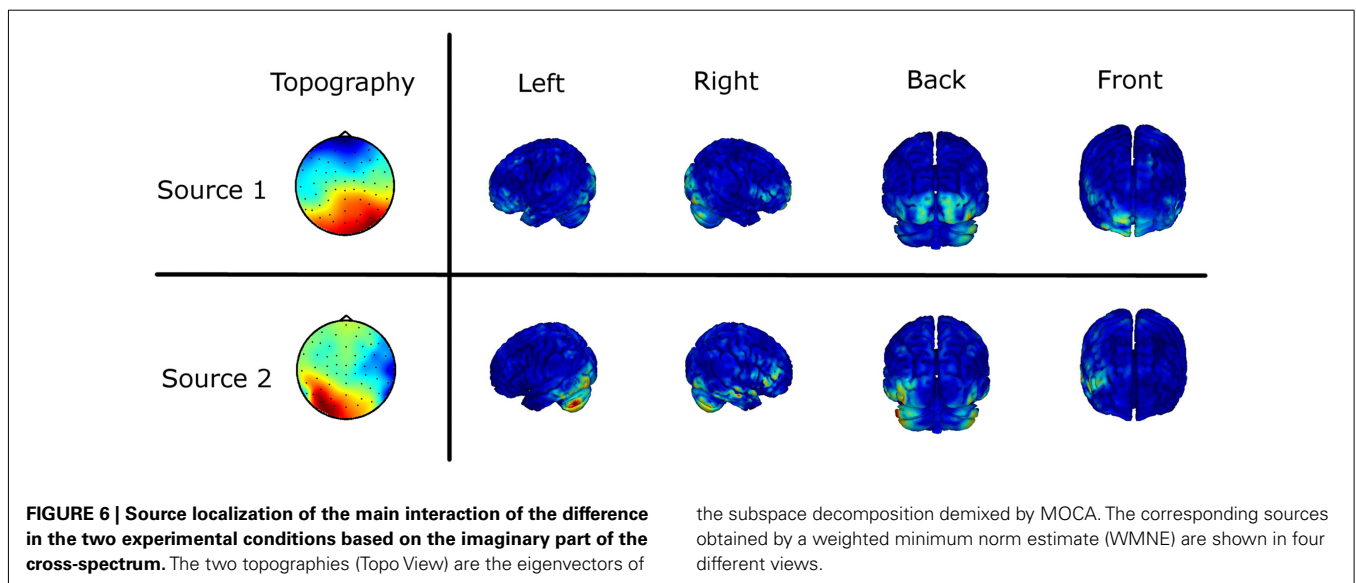 Topography
Left
Right
Back
Front
Source 1
Source 2
FIGURE 6 | Source localization of the main interaction of the difference
in the two experimental conditions based on the imaginary part of the
cross-spectrum. The two topographies (Topo View) are the eigenvectors of
the subspace decomposition demixed by MOCA. The corresponding sources
obtained by a weighted minimum norm estimate (WMNE) are shown in four
different views.